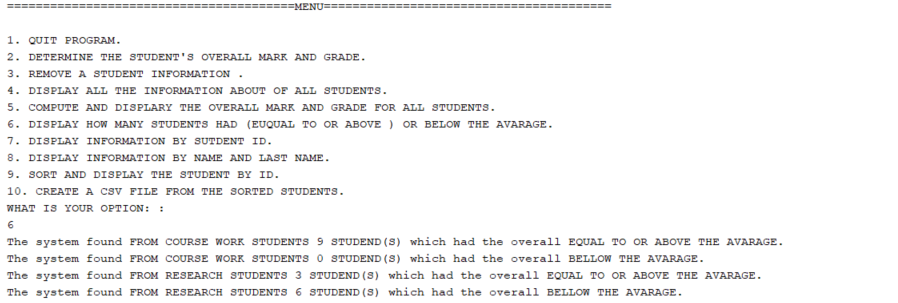 ========================================MENU========================================
1. QUIT PROGRAM.
2. DETERMINE THE STUDENT'S OVERALL MARK AND GRADE.
3. REMOVE A STUDENT INFORMATION .
4. DISPLAY ALL THE INFORMATION ABOUT OF ALL STUDENTS.
5. COMPUTE AND DISPLARY THE OVERALL MARK AND GRADE FOR ALL STUDENTS.
6. DISPLAY HOW MANY STUDENTS HAD (EUQUAL TO OR ABOVE ) OR BELOW THE AVARAGE.
7. DISPLAY INFORMATION BY SUTDENT ID.
8. DISPLAY INFORMATION BY NAME AND LAST NAME.
9. SORT AND DISPLAY THE STUDENT BY ID.
10. CREATE A CSV FILE FROM THE SORTED STUDENTS.
WHAT IS YOUR OPTION: :
6
The system found FROM COURSE WORK STUDENTS 9 STUDEND(S) which had the overall EQUAL TO OR ABOVE THE AVARAGE.
The system found FROM COURSE WORK STUDENTS 0 STUDEND(S) which had the overall BELLOW THE AVARAGE.
The system found FROM RESEARCH STUDENTS 3 STUDEND(S) which had the overall EQUAL TO OR ABOVE THE AVARAGE.
The system found FROM RESEARCH STUDENTS 6 STUDEND(S) which had the overall BELLOW THE AVARAGE.